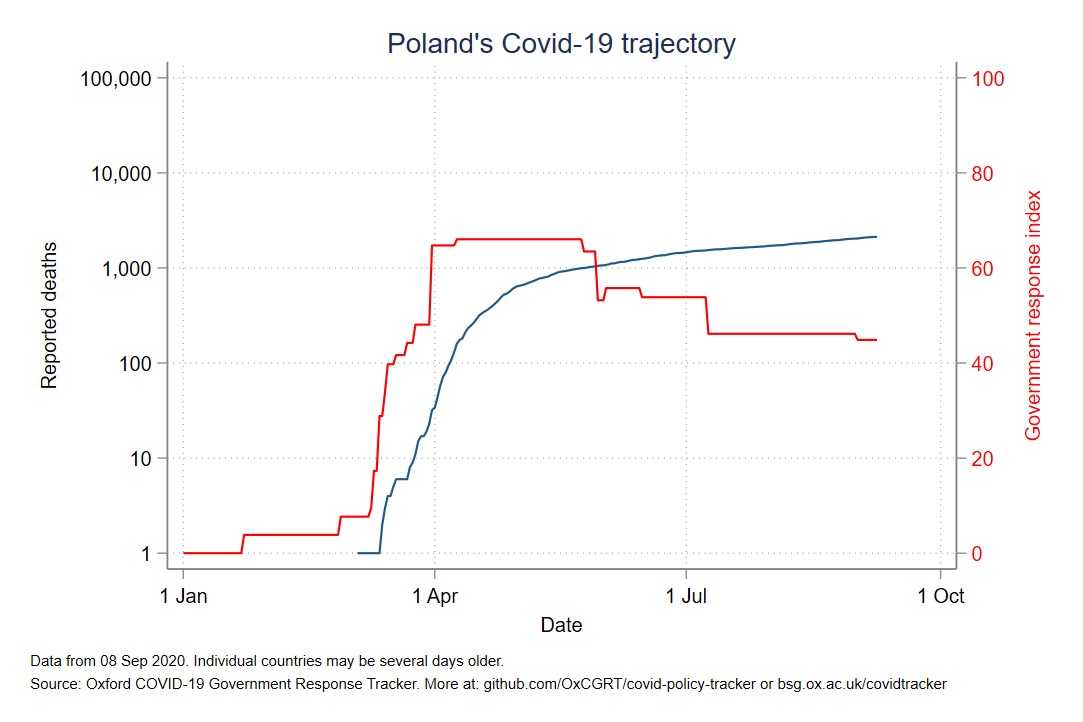 Poland's Covid-19 trajectory
100,000
10,000
1,000
100
10
1
100
80
60
40
20
0
Reported deaths
Government response index
1 Jan
1 Apr
1 Jul
1 Oct
Date
Data from 08 Sep 2020. Individual countries may be several days older.
Source: Oxford COVID-19 Government Response Tracker. More at: github.com/OxCGRT/covid-policy-tracker or bsg.ox.ac.uk/covidtracker